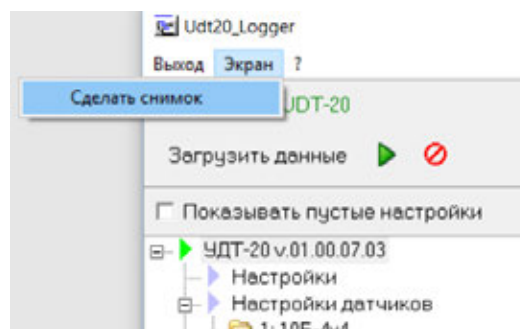 Udt20_Logger
Выход Экран ?
Сделать снимок
UDT-20
Загрузить данные
Показывать пустые настройки
УДТ-20 v.01.00.07.03
Настройки
Настройки датчиков